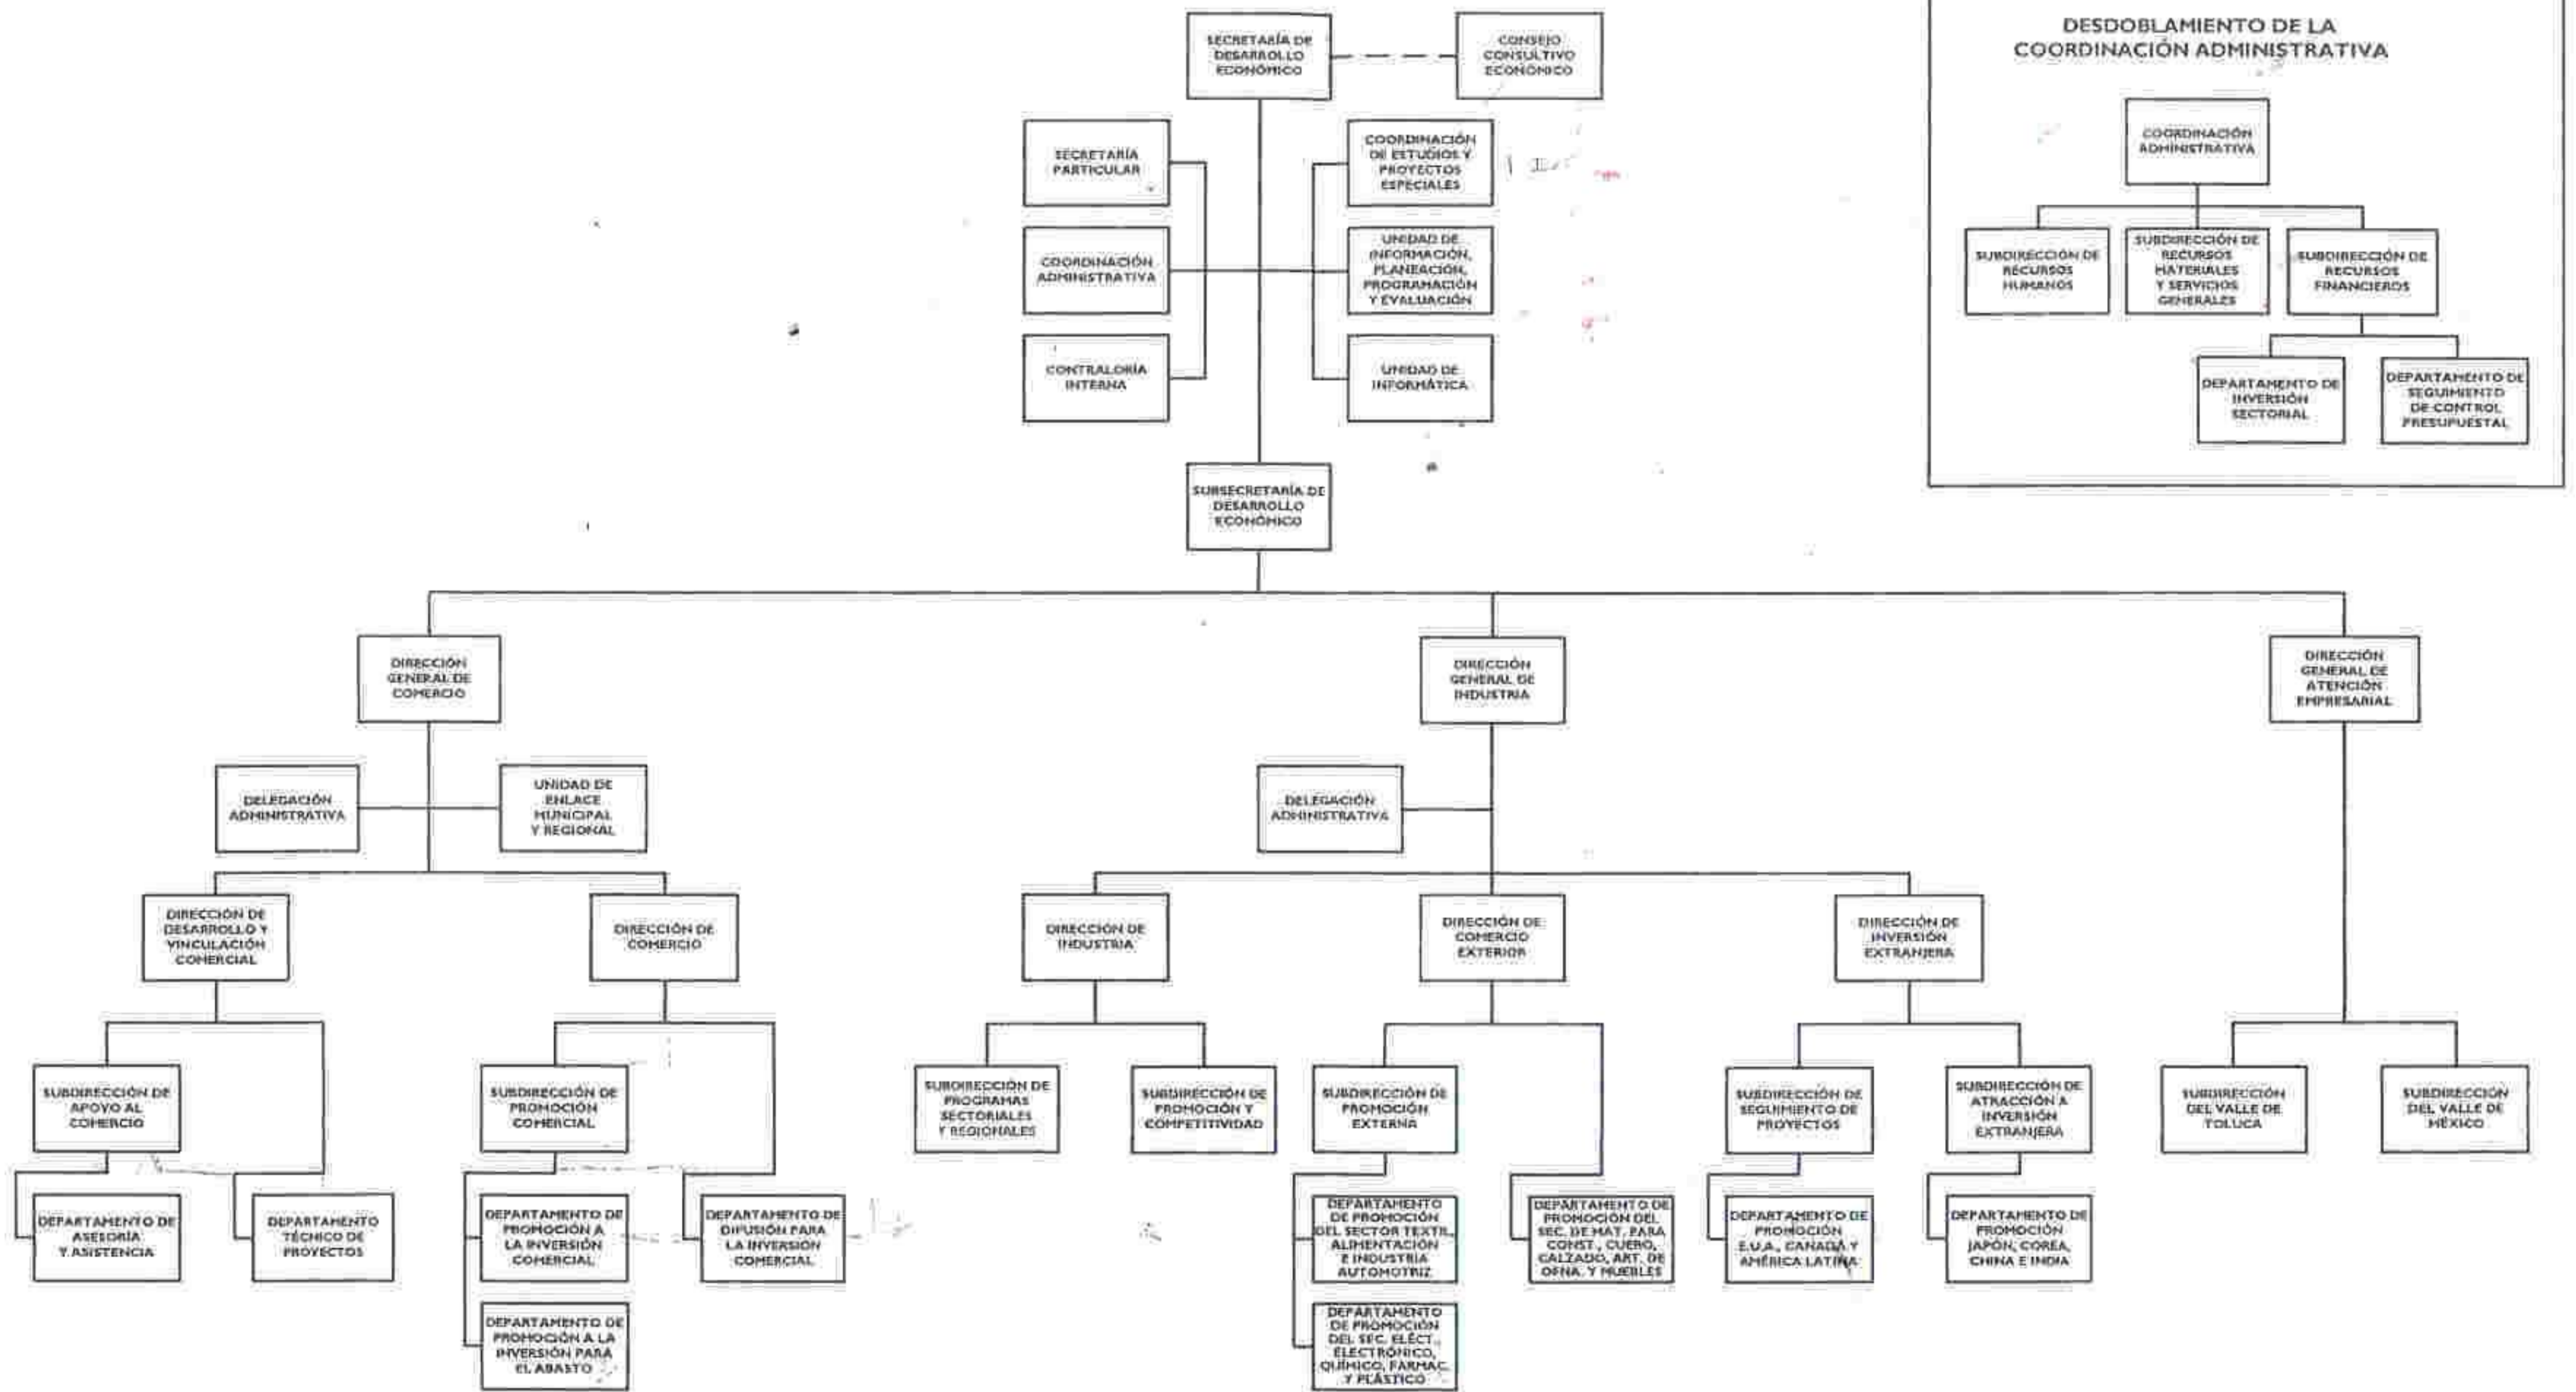 SECRETARÍA DE
DESARROLLO
ECONÓMICO
CONSEJO
CONSULTIVO
ECONÓMICO
SECRETARÍA
PARTICULAR
COORDINACIÓN
DE ESTUDIOS Y
PROYECTOS
ESPECIALES
COORDINACIÓN
ADMINISTRATIVA
UNIDAD DE
INFORMACIÓN,
PLANEACIÓN,
PROGRAMACIÓN
Y EVALUACIÓN
CONTRALORÍA
INTERNA
UNIDAD DE
INFORMÁTICA
SUBSECRETARÍA DE
DESARROLLO
ECONÓMICO
DESDOBLAMIENTO DE LA
COORDINACIÓN ADMINISTRATIVA
COORDINACIÓN
ADMINISTRATIVA
SUBDIRECCIÓN DE
RECURSOS
HUMANOS
SUBDIRECCIÓN DE
RECURSOS
MATERIALES
Y SERVICIOS
GENERALES
SUBDIRECCIÓN DE
RECURSOS
FINANCIEROS
DEPARTAMENTO DE
INVERSIÓN
SECTORIAL
DEPARTAMENTO DE
SEGUIMIENTO
DE CONTROL
PRESUPUESTAL
DIRECCIÓN
GENERAL DE
COMERCIO
DIRECCIÓN
GENERAL DE
INDUSTRIA
DIRECCIÓN
GENERAL DE
ATENCIÓN
EMPRESARIAL
DELEGACIÓN
ADMINISTRATIVA
UNIDAD DE
ENLACE
MUNICIPAL
Y REGIONAL
DELEGACIÓN
ADMINISTRATIVA
DIRECCIÓN DE
DESARROLLO Y
VINCULACIÓN
COMERCIAL
DIRECCIÓN DE
COMERCIO
DIRECCIÓN DE
INDUSTRIA
DIRECCIÓN DE
COMERCIO
EXTERIOR
DIRECCIÓN DE
INVERSIÓN
EXTRANJERA
SUBDIRECCIÓN DE
APOYO AL
COMERCIO
SUBDIRECCIÓN DE
PROMOCIÓN
COMERCIAL
SUBDIRECCIÓN DE
PROGRAMAS
SECTORIALES
Y REGIONALES
SUBDIRECCIÓN DE
PROMOCIÓN Y
COMPETITIVIDAD
SUBDIRECCIÓN DE
PROMOCIÓN
EXTERNA
SUBDIRECCIÓN DE
SEGUIMIENTO DE
PROYECTOS
SUBDIRECCIÓN DE
ATRACCIÓN A
INVERSIÓN
EXTRANJERA
SUBDIRECCIÓN
DEL VALLE DE
TOLUCA
SUBDIRECCIÓN
DEL VALLE DE
MÉXICO
DEPARTAMENTO DE
ASESORÍA
Y ASISTENCIA
DEPARTAMENTO
TÉCNICO DE
PROYECTOS
DEPARTAMENTO DE
PROMOCIÓN A
LA INVERSIÓN
COMERCIAL
DEPARTAMENTO DE
DIFUSIÓN PARA
LA INVERSIÓN
COMERCIAL
DEPARTAMENTO
DE PROMOCIÓN
DEL SECTOR TEXTIL,
ALIMENTACIÓN
E INDUSTRIA
AUTOMOTRIZ
DEPARTAMENTO DE
PROMOCIÓN DEL
SEC. DE MAT. PARA
CONST., CUERO,
CALZADO, ART. DE
OFNA. Y MUEBLES
DEPARTAMENTO DE
PROMOCIÓN
E.U.A., CANADÁ Y
AMÉRICA LATINA
DEPARTAMENTO DE
PROMOCIÓN
JAPÓN, COREA,
CHINA E INDIA
DEPARTAMENTO DE
PROMOCIÓN A LA
INVERSIÓN PARA
EL ABASTO
DEPARTAMENTO
DE PROMOCIÓN
DEL SEC. ELÉCT.,
ELECTRÓNICO,
QUÍMICO, FARMAC.
Y PLÁSTICO